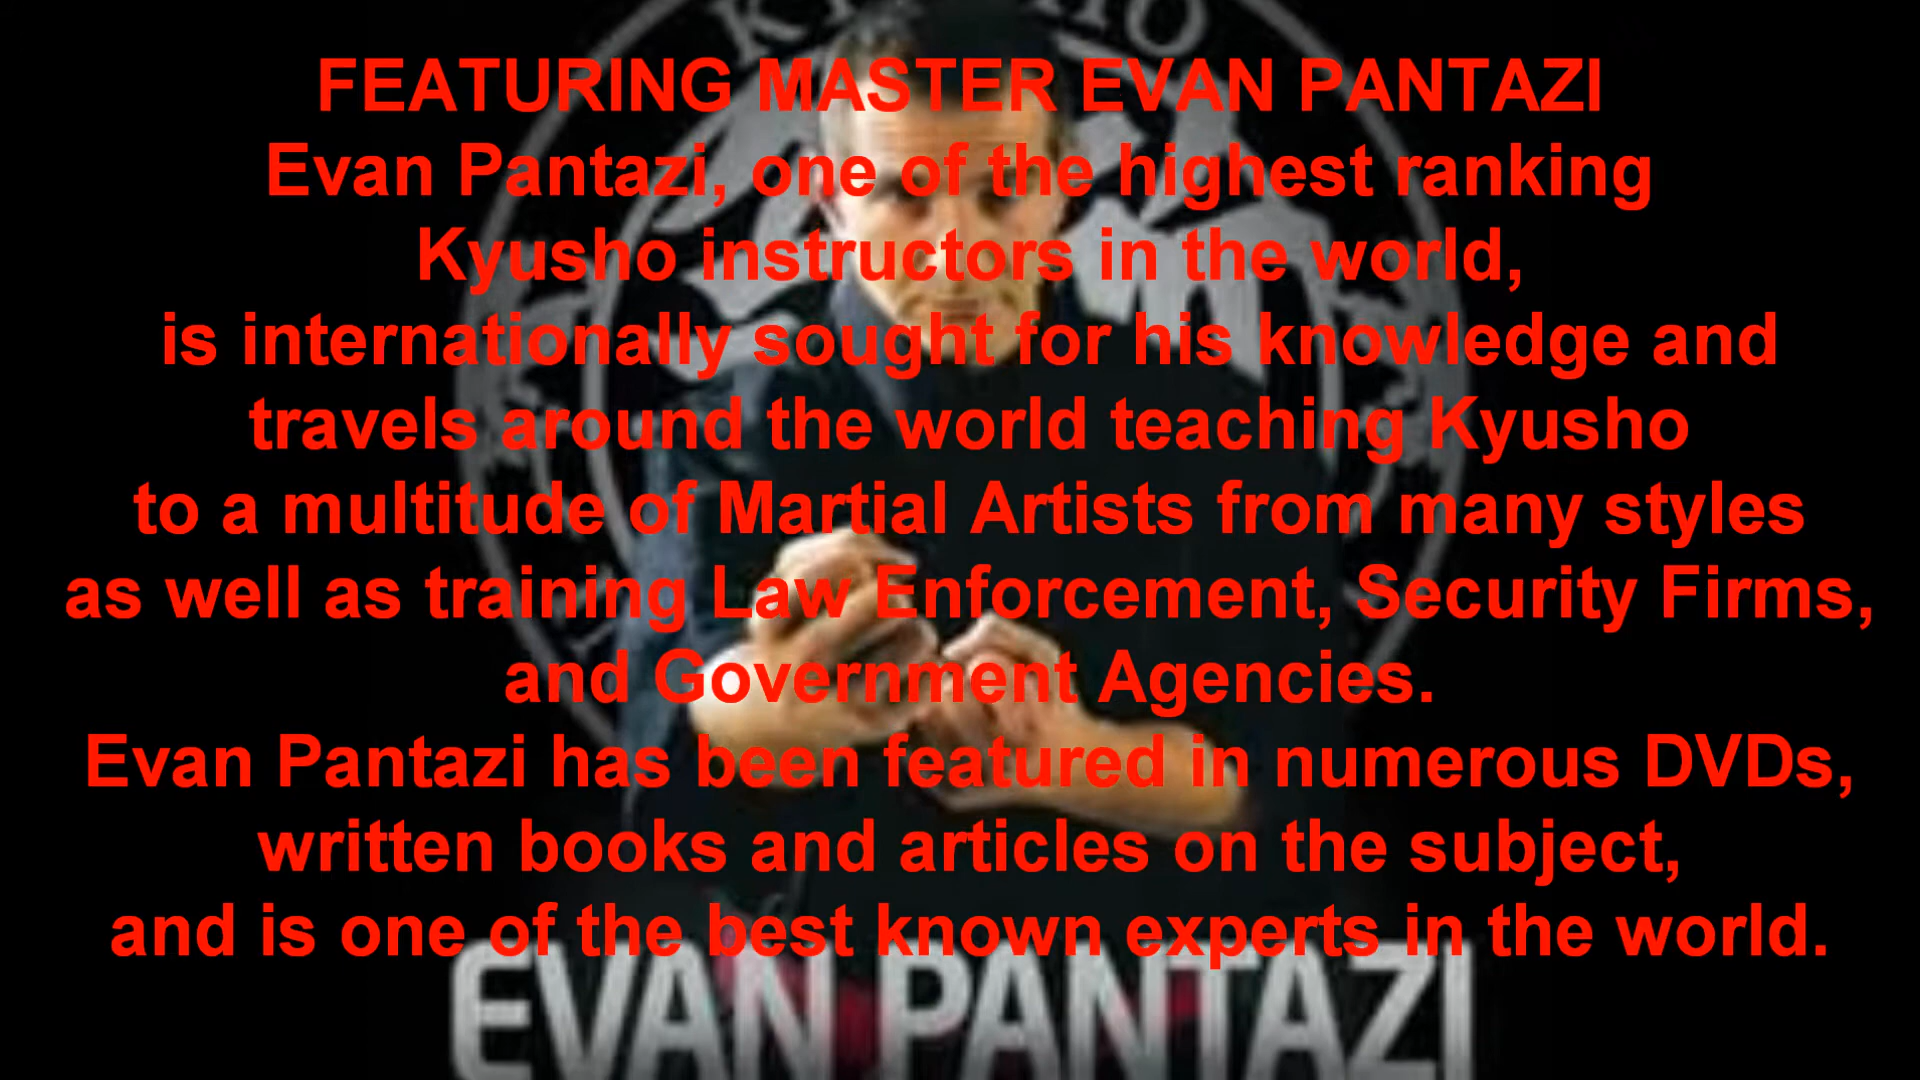 FEATURING MASTER EVAN PANTAZI
Evan Pantazi, one of the highest ranking
Kyusho instructors in the world,
is internationally sought for his knowledge and
travels around the world teaching Kyusho
to a multitude of Martial Artists from many styles
as well as training Law Enforcement, Security Firms,
and Government Agencies.
Evan Pantazi has been featured in numerous DVDs,
written books and articles on the subject,
and is one of the best known experts in the world.
EVAN PANTAZI